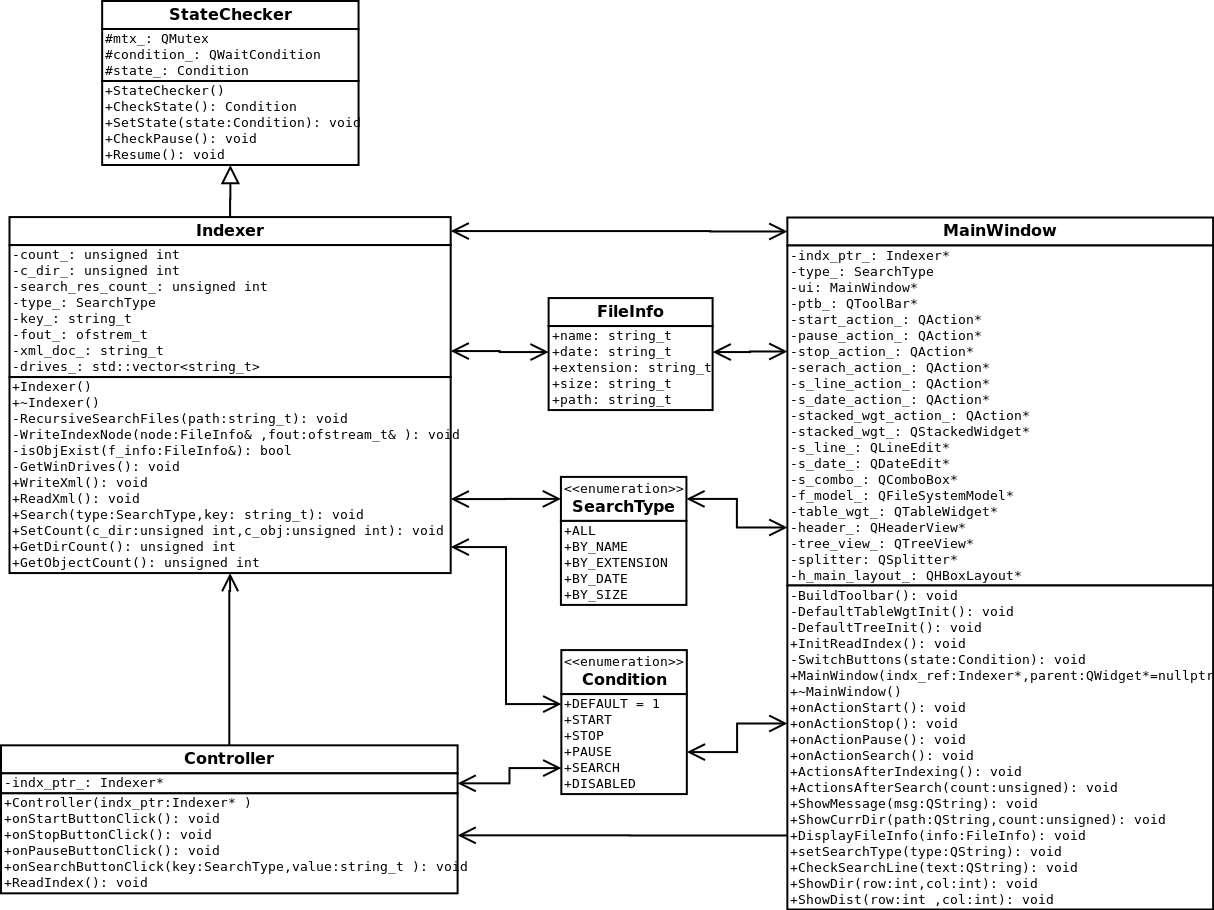 StateChecker
#mtx_: QMutex
#condition_: QWaitCondition
#state_: Condition
+StateChecker()
+CheckState(): Condition
+SetState(state:Condition): void
+CheckPause(): void
+Resume(): void
Indexer
-count_: unsigned int
-c_dir_: unsigned int
-search_res_count_: unsigned int
-type_: SearchType
-key_: string_t
-fout_: ofstrem_t
-xml_doc_: string_t
-drives_: std::vector<string_t>
+Indexer()
+~Indexer()
-RecursiveSearchFiles(path:string_t): void
-WriteIndexNode(node:FileInfo& ,fout:ofstream_t& ): void
-isObjExist(f_info:FileInfo&): bool
-GetWinDrives(): void
+WriteXml(): void
+ReadXml(): void
+Search(type:SearchType,key: string_t): void
+SetCount(c_dir:unsigned int,c_obj:unsigned int): void
+GetDirCount(): unsigned int
+GetObjectCount(): unsigned int
FileInfo
+name: string_t
+date: string_t
+extension: string_t
+size: string_t
+path: string_t
<<enumeration>>
SearchType
+ALL
+BY_NAME
+BY_EXTENSION
+BY_DATE
+BY_SIZE
<<enumeration>>
Condition
+DEFAULT = 1
+START
+STOP
+PAUSE
+SEARCH
+DISABLED
MainWindow
-indx_ptr_: Indexer*
-type_: SearchType
-ui: MainWindow*
-ptb_: QToolBar*
-start_action_: QAction*
-pause_action_: QAction*
-stop_action_: QAction*
-serach_action_: QAction*
-s_line_action_: QAction*
-s_date_action_: QAction*
-stacked_wgt_action_: QAction*
-stacked_wgt_: QStackedWidget*
-s_line_: QLineEdit*
-s_date_: QDateEdit*
-s_combo_: QComboBox*
-f_model_: QFileSystemModel*
-table_wgt_: QTableWidget*
-header_: QHeaderView*
-tree_view_: QTreeView*
-splitter: QSplitter*
-h_main_layout_: QHBoxLayout*
-BuildToolbar(): void
-DefaultTableWgtInit(): void
-DefaultTreeInit(): void
+InitReadIndex(): void
-SwitchButtons(state:Condition): void
+MainWindow(indx_ref:Indexer*,parent:QWidget*=nullptr
+~MainWindow()
+onActionStart(): void
+onActionStop(): void
+onActionPause(): void
+onActionSearch(): void
+ActionsAfterIndexing(): void
+ActionsAfterSearch(count:unsigned): void
+ShowMessage(msg:QString): void
+ShowCurrDir(path:QString,count:unsigned): void
+DisplayFileInfo(info:FileInfo): void
+setSearchType(type:QString): void
+CheckSearchLine(text:QString): void
+ShowDir(row:int,col:int): void
+ShowDist(row:int ,col:int): void
Controller
-indx_ptr_: Indexer*
+Controller(indx_ptr:Indexer* )
+onStartButtonClick(): void
+onStopButtonClick(): void
+onPauseButtonClick(): void
+onSearchButtonClick(key:SearchType,value:string_t ): void
+ReadIndex(): void